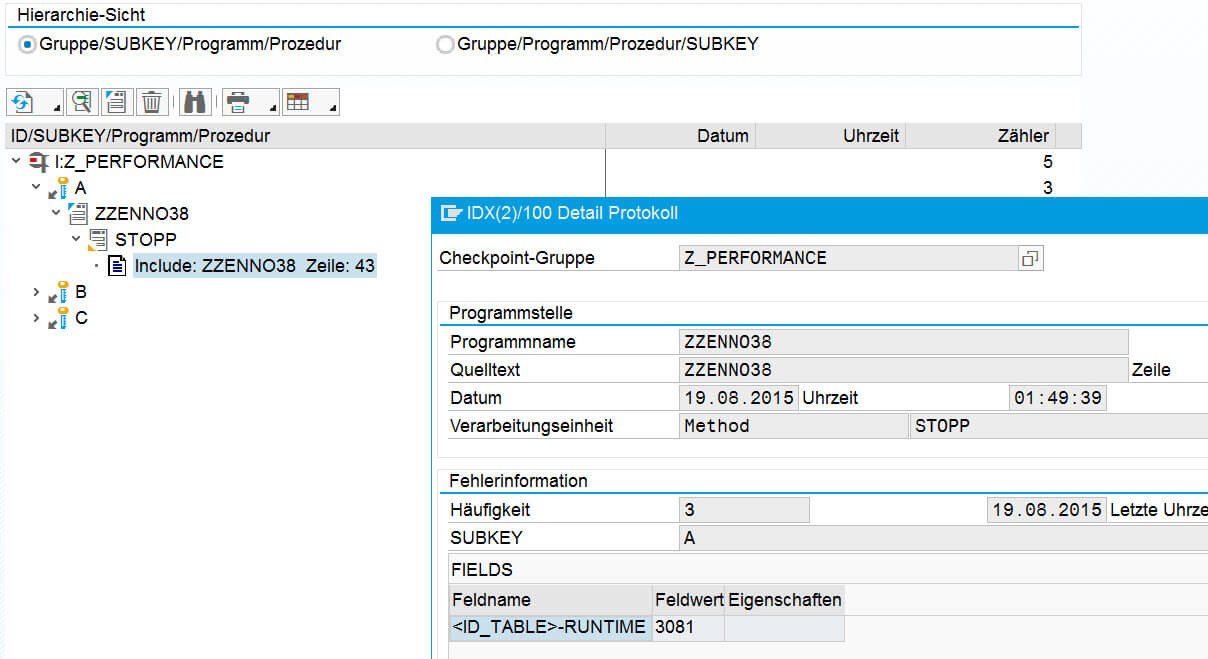 Hierarchie-Sicht
Gruppe/SUBKEY/Programm/Prozedur Gruppe/Programm/Prozedur/SUBKEY
ID/SUBKEY/Programm/Prozedur Datum Uhrzeit Zähler
I:Z_PERFORMANCE 5
A 3
ZZENNO38
STOPP
Include: ZZENNO38 Zeile: 43
B
C
IDX(2)/100 Detail Protokoll
Checkpoint-Gruppe Z_PERFORMANCE
Programmstelle
Programmname ZZENNO38
Quelltext ZZENNO38 Zeile
Datum 19.08.2015 Uhrzeit 01:49:39
Verarbeitungseinheit Method STOPP
Fehlerinformation
Häufigkeit 3 19.08.2015 Letzte Uhrze
SUBKEY A
FIELDS
Feldname Feldwert Eigenschaften
<ID_TABLE>-RUNTIME 3081